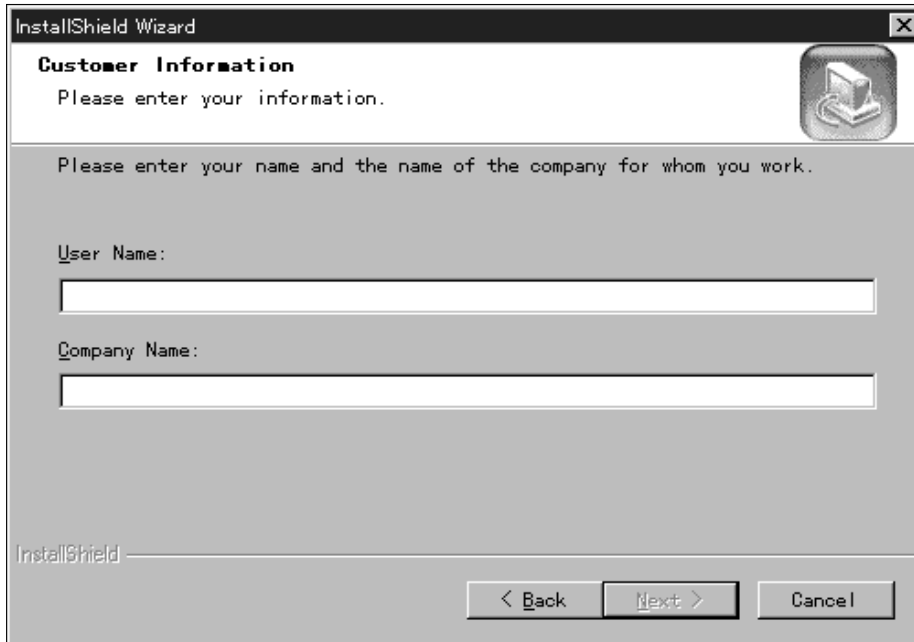 InstallShield Wizard
Customer Information
Please enter your information.
Please enter your name and the name of the company for whom you work.
User Name:
Company Name:
InstallShield
< Back Next > Cancel